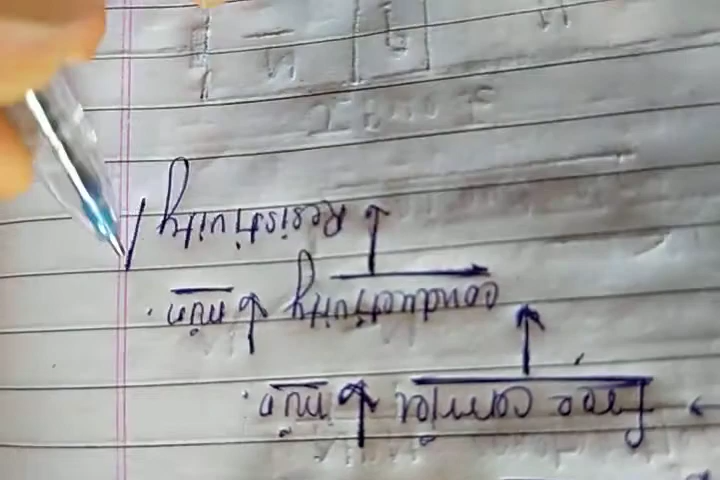 → Free carrier ↓ min.
conductivity ↓ min.
Resistivity